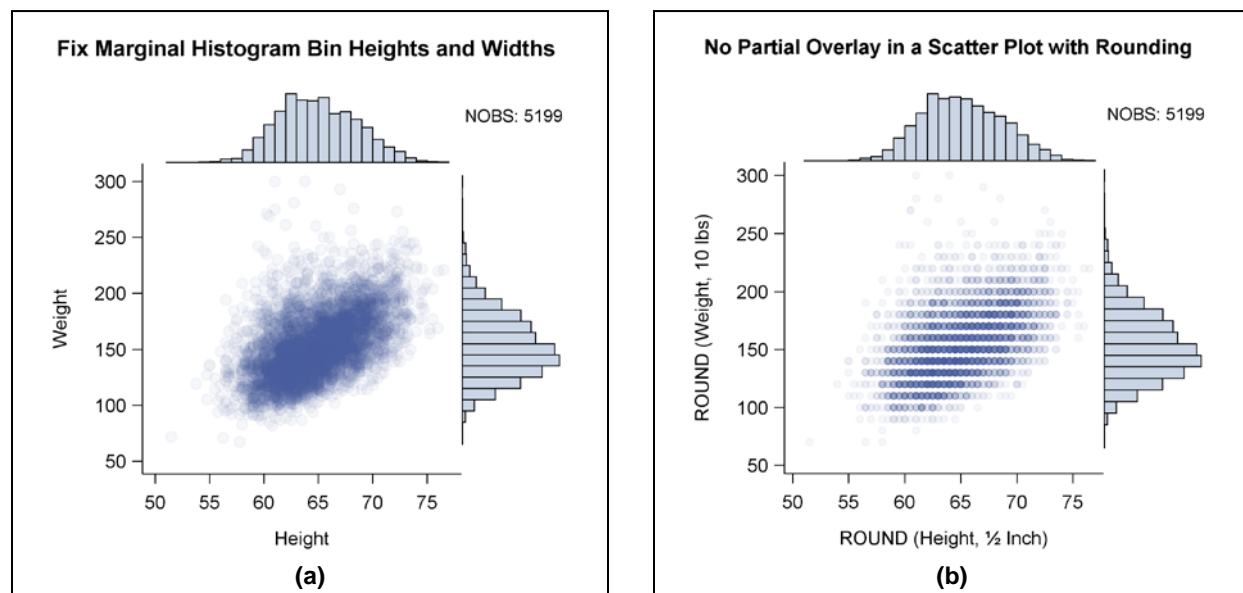 Fix Marginal Histogram Bin Heights and Widths
NOBS: 5199
300
250
200
150
100
50
Weight
50 55 60 65 70 75
Height
(a)
No Partial Overlay in a Scatter Plot with Rounding
NOBS: 5199
300
250
200
150
100
50
ROUND (Weight, 10 lbs)
50 55 60 65 70 75
ROUND (Height, ½ Inch)
(b)